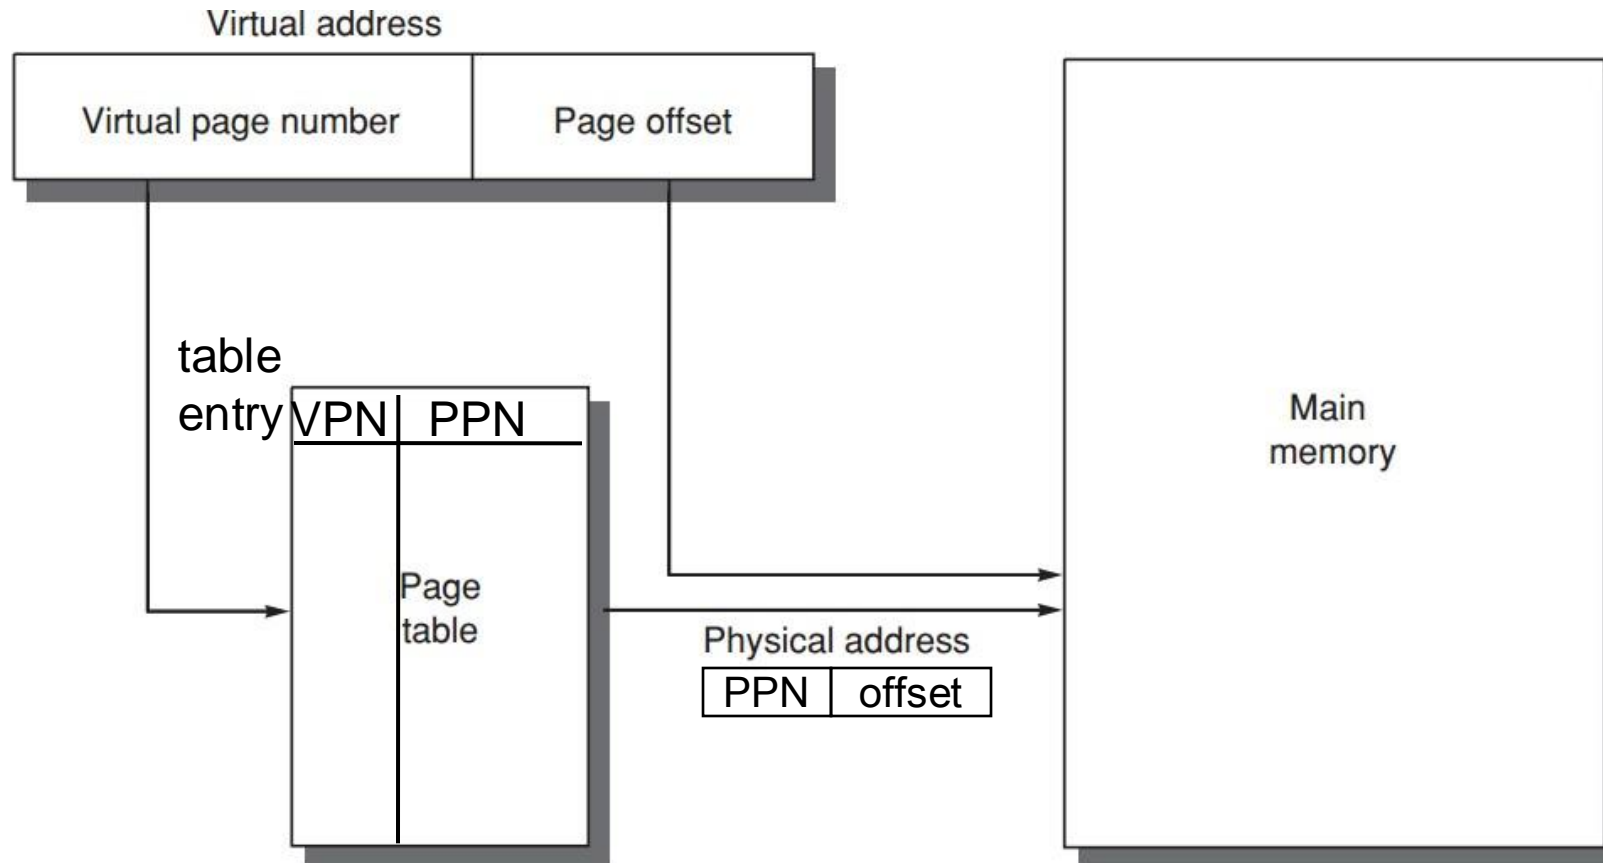 Virtual address
Virtual page number
Page offset
table
entry
VPN
PPN
Page
table
Physical address
PPN
offset
Main
memory